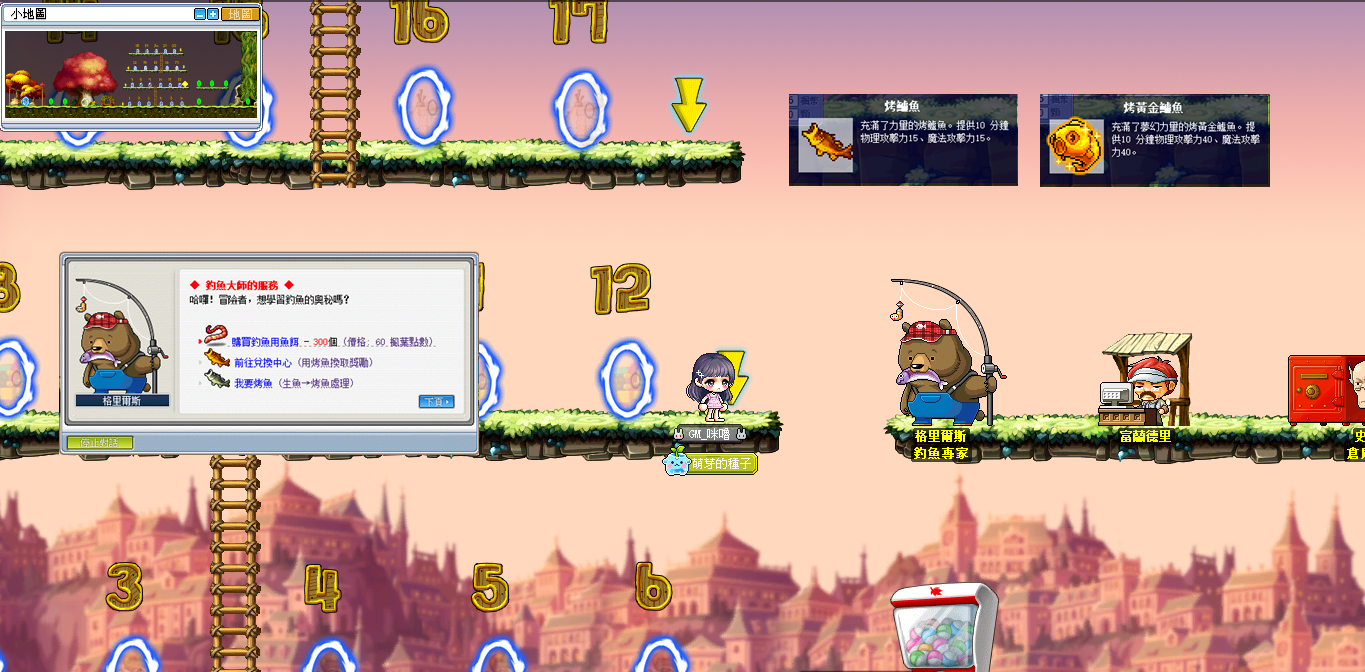 小地圖
地圖
16
17
烤鱸魚
充滿了力量的烤鱸魚。提供10 分鐘
物理攻擊力15、魔法攻擊力15。
烤黃金鱸魚
充滿了夢幻力量的烤黃金鱸魚。提
供10 分鐘物理攻擊力40、魔法攻擊
力40。
◆ 釣魚大師的服務 ◆
哈囉! 冒險者, 想學習釣魚的奧秘嗎?
購買釣魚用魚餌 - 300個 (價格: 60 楓葉點數)
前往兌換中心 (用烤魚換取獎勵)
我要烤魚 (生魚→烤魚處理)
格里爾斯
下頁
停止對話
12
GM_咪嚕
萌芽的種子
格里爾斯
釣魚專家
富蘭德里
3
4
5
6